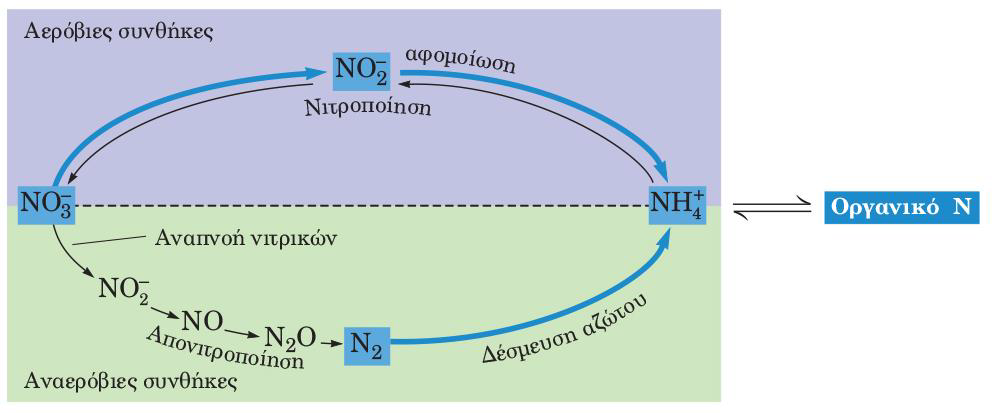 Αερόβιες συνθήκες
αφομοίωση
NO₂⁻
Νιτροποίηση
NO₃⁻
NH₄⁺
Οργανικό N
Αναπνοή νιτρικών
NO₂⁻
NO
N₂O
N₂
Απονιτροποίηση
Δέσμευση αζώτου
Αναερόβιες συνθήκες